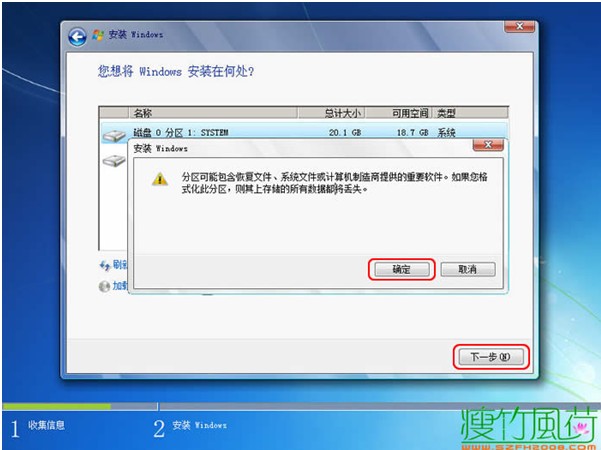 安装 Windows
您想将 Windows 安装在何处?
名称 总计大小 可用空间 类型
磁盘 0 分区 1: SYSTEM 20.1 GB 18.7 GB 系统
安装 Windows
分区可能包含恢复文件、系统文件或计算机制造商提供的重要软件。如果您格
式化此分区，则其上存储的所有数据都将丢失。
确定 取消
刷新
加载
下一步(N)
1 收集信息 2 安装 Windows
瘦竹風荷
WWW.SZFH2008.COM